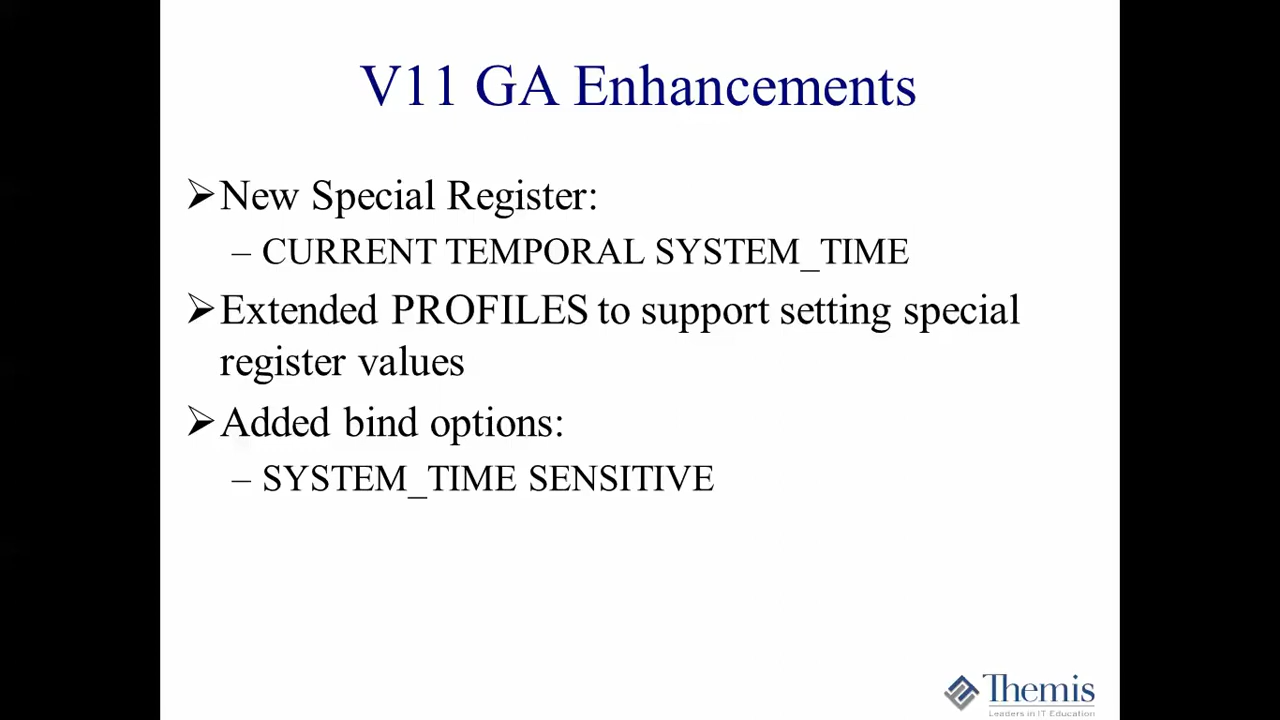 V11 GA Enhancements
➢New Special Register:
– CURRENT TEMPORAL SYSTEM_TIME
➢Extended PROFILES to support setting special
register values
➢Added bind options:
– SYSTEM_TIME SENSITIVE
Themis
Leaders in IT Education